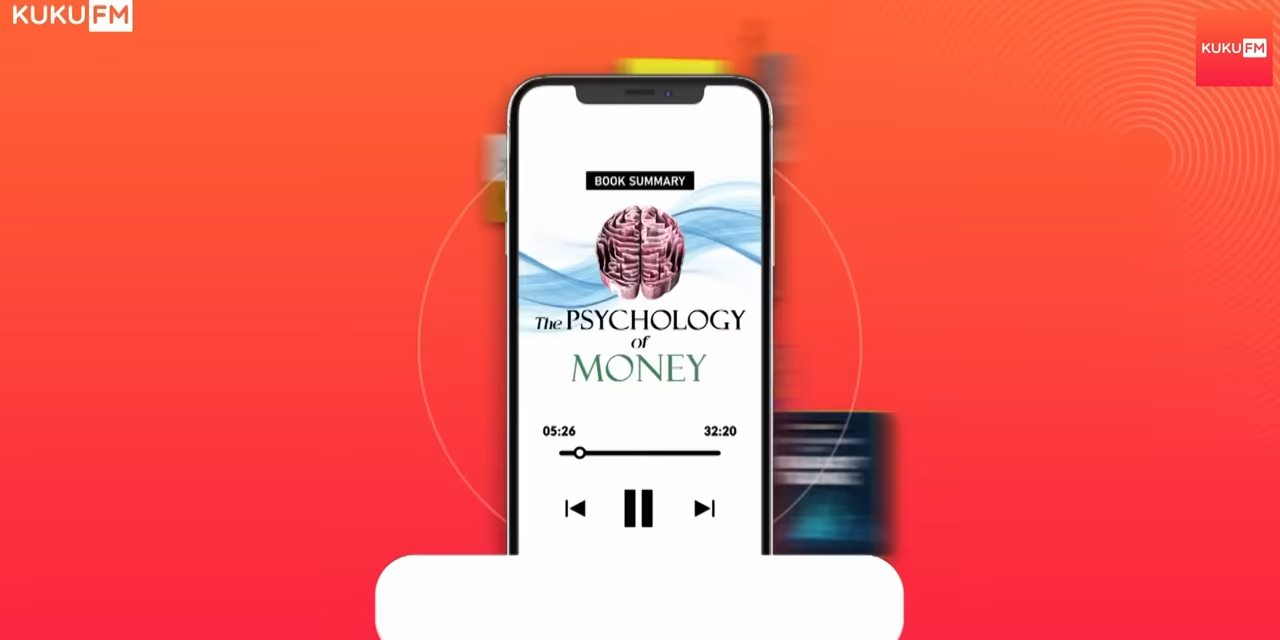 KUKU FM
KUKU FM
BOOK SUMMARY
The PSYCHOLOGY
of
MONEY
05:26 32:20